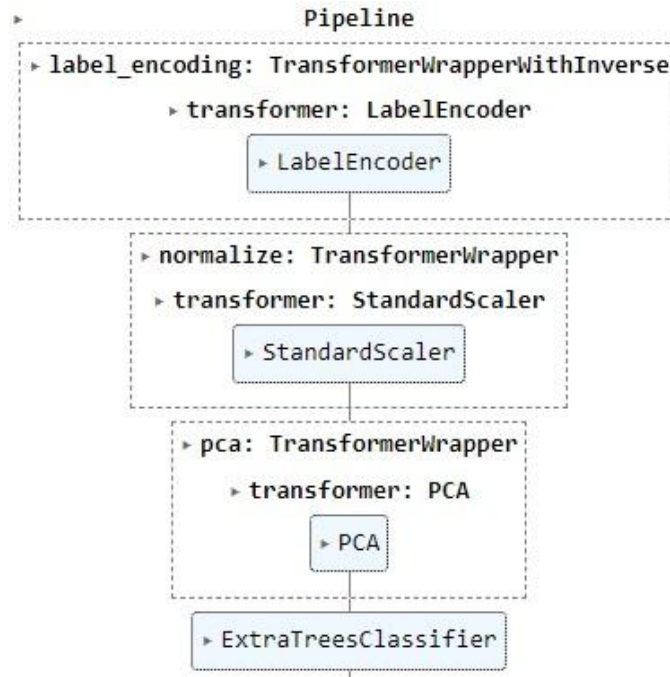 Pipeline
label_encoding: TransformerWrapperWithInverse
transformer: LabelEncoder
LabelEncoder
normalize: TransformerWrapper
transformer: StandardScaler
StandardScaler
pca: TransformerWrapper
transformer: PCA
PCA
ExtraTreesClassifier